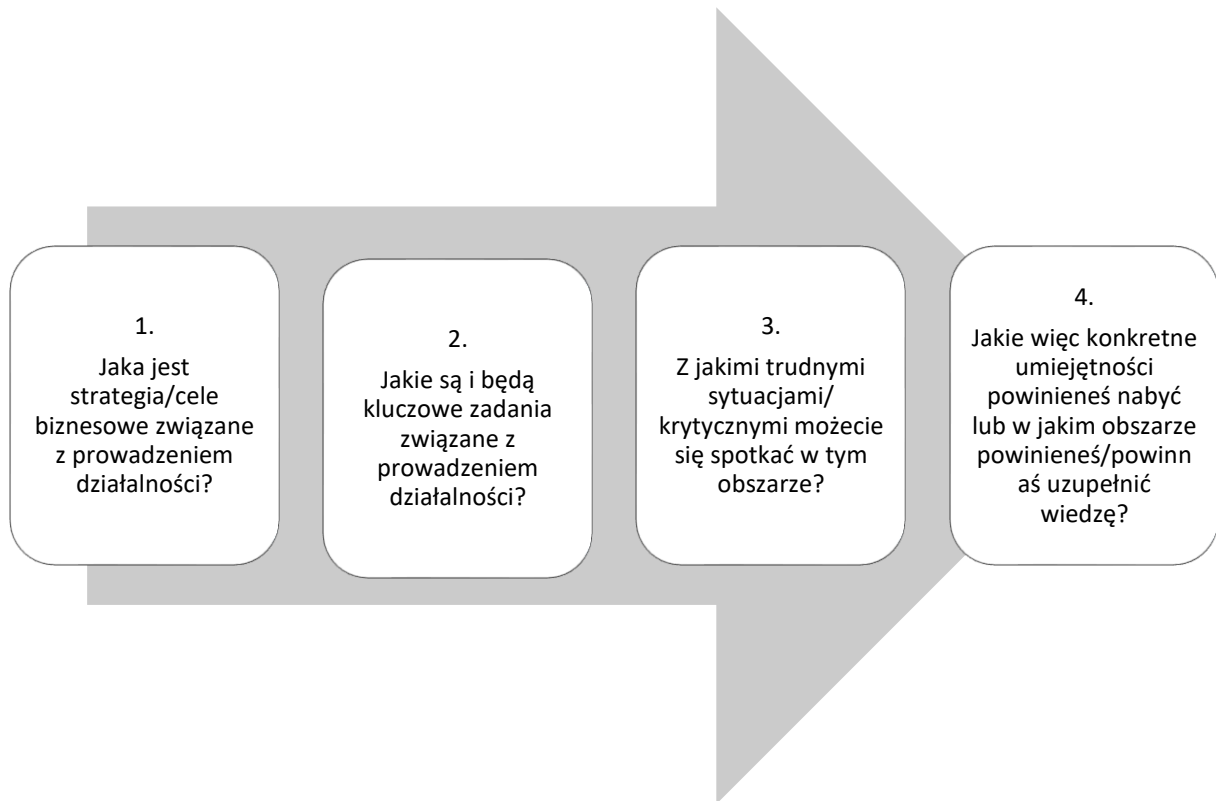 1.
Jaka jest
strategia/cele
biznesowe związane
z prowadzeniem
działalności?
2.
Jakie są i będą
kluczowe zadania
związane z
prowadzeniem
działalności?
3.
Z jakimi trudnymi
sytuacjami/
krytycznymi możecie
się spotkać w tym
obszarze?
4.
Jakie więc konkretne
umiejętności
powinieneś nabyć
lub w jakim obszarze
powinieneś/powinn
aś uzupełnić
wiedzę?